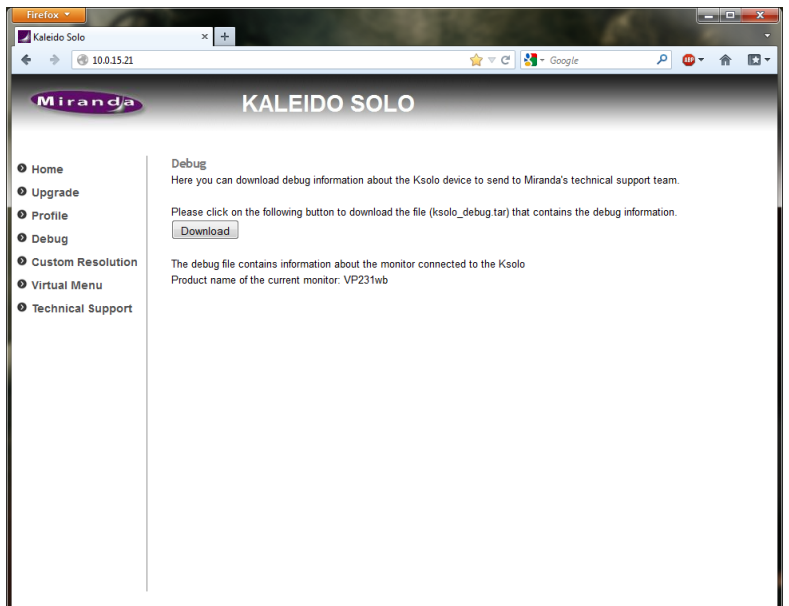 Firefox
Kaleido Solo
10.0.15.21
Google
ABP
Miranda
KALEIDO SOLO
Home
Upgrade
Profile
Debug
Custom Resolution
Virtual Menu
Technical Support
Debug
Here you can download debug information about the Ksolo device to send to Miranda's technical support team.
Please click on the following button to download the file (ksolo_debug.tar) that contains the debug information.
Download
The debug file contains information about the monitor connected to the Ksolo
Product name of the current monitor: VP231wb